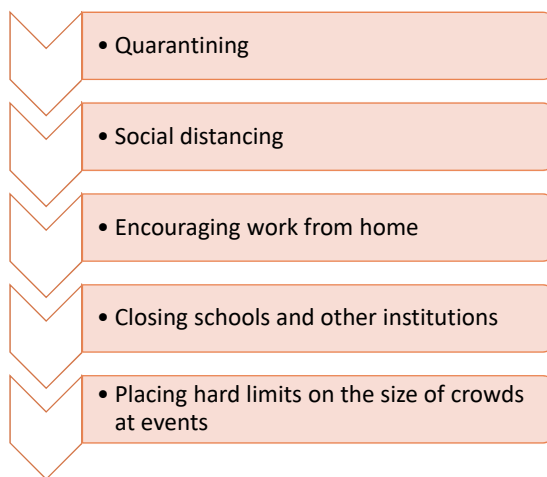 • Quarantining
• Social distancing
• Encouraging work from home
• Closing schools and other institutions
• Placing hard limits on the size of crowds
at events